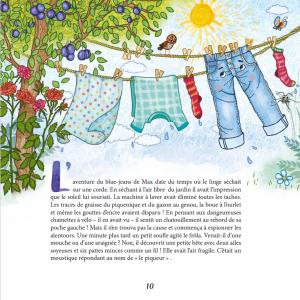 L'aventure du blue-jeans de Max date du temps où le linge séchait
sur une corde. En séchant à l'air libre du jardin il avait l'impression
que le soleil lui souriait. La machine à laver avait éliminé toutes les taches.
Les traces de graisse du piquenique et du gazon au genou, la boue à l'ourlet
et même les gouttes d'encre avaient disparu ! En pensant aux dangereuses
chainettes à vélo – il en avait vu – il sentit un chatouillement au rebord de sa
poche gauche ! Mais il n'en trouva pas la cause et commença à espionner les
alentours. Une minute plus tard un petit souffle agité le frôla. Venait-il d'une
mouche ou d'une araignée ? Non, il découvrit une petite bête avec deux ailes
soyeuses et six pattes minces comme un fil ! Elle avait l'air fragile. C'était un
moustique répondant au nom de « le piqueur » .
10